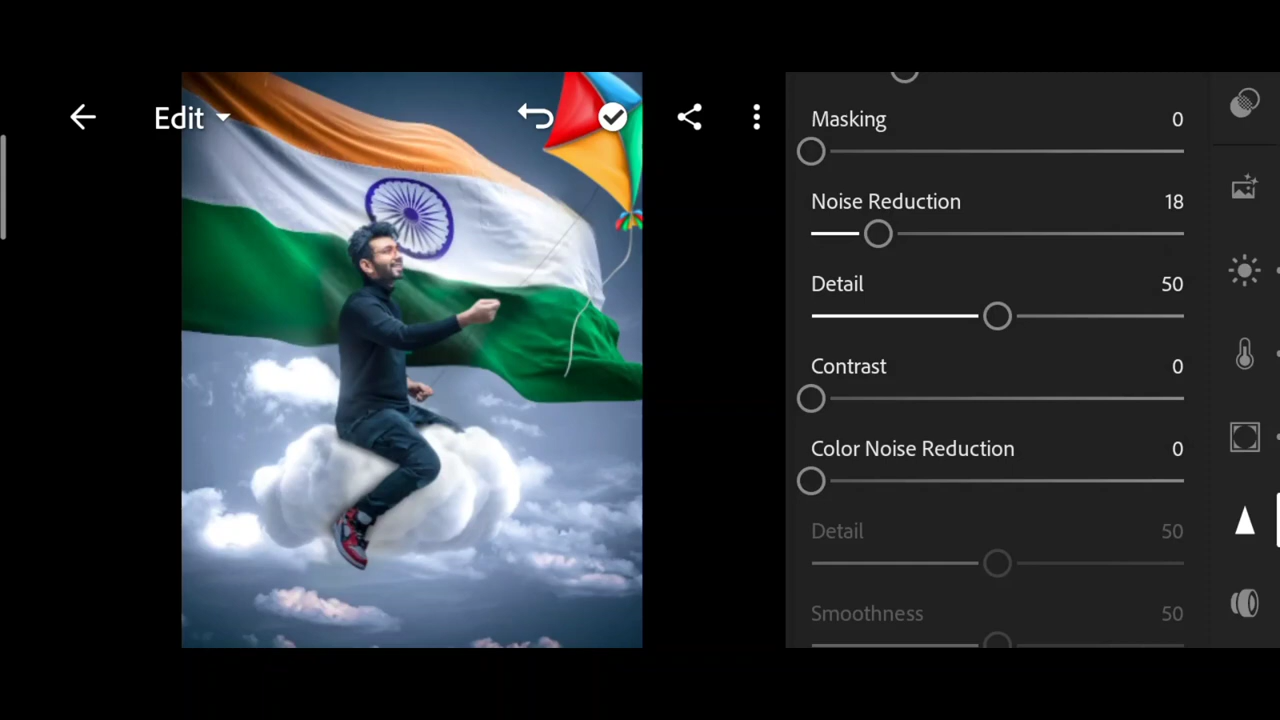 Edit
Masking 0
Noise Reduction 18
Detail 50
Contrast 0
Color Noise Reduction 0
Detail 50
Smoothness 50